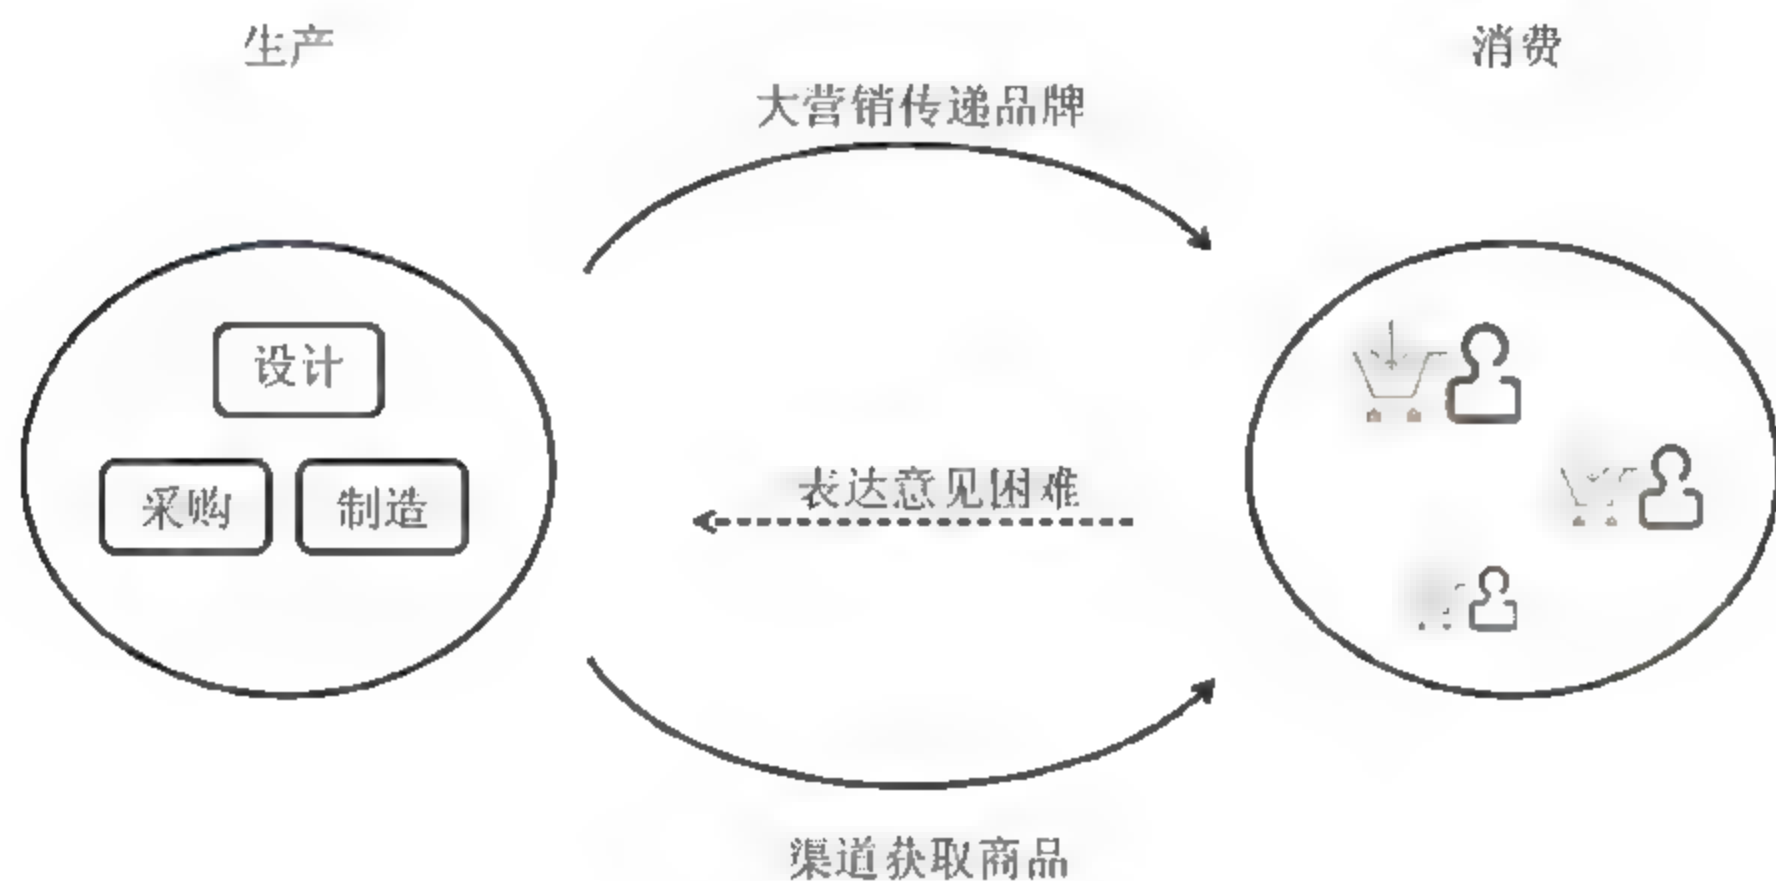 生产
消费
大营销传递品牌
设计
采购
制造
表达意见困难
渠道获取商品